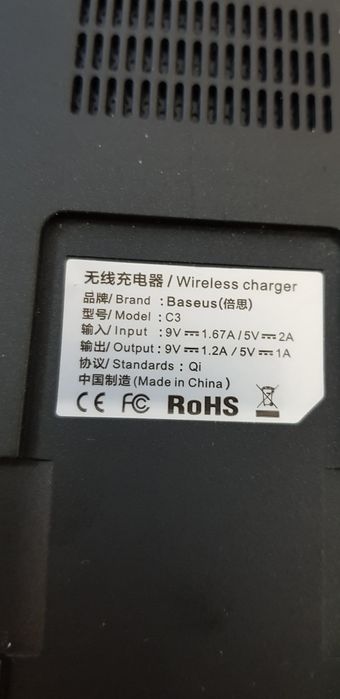 无线充电器 / Wireless charger
品牌/ Brand : Baseus(倍思)
型号/ Model : C3
输入/ Input : 9V⎓1.67A / 5V⎓2A
输出/ Output : 9V⎓1.2A / 5V⎓1A
协议/ Standards : Qi
中国制造 (Made in China)
CE FC RoHS